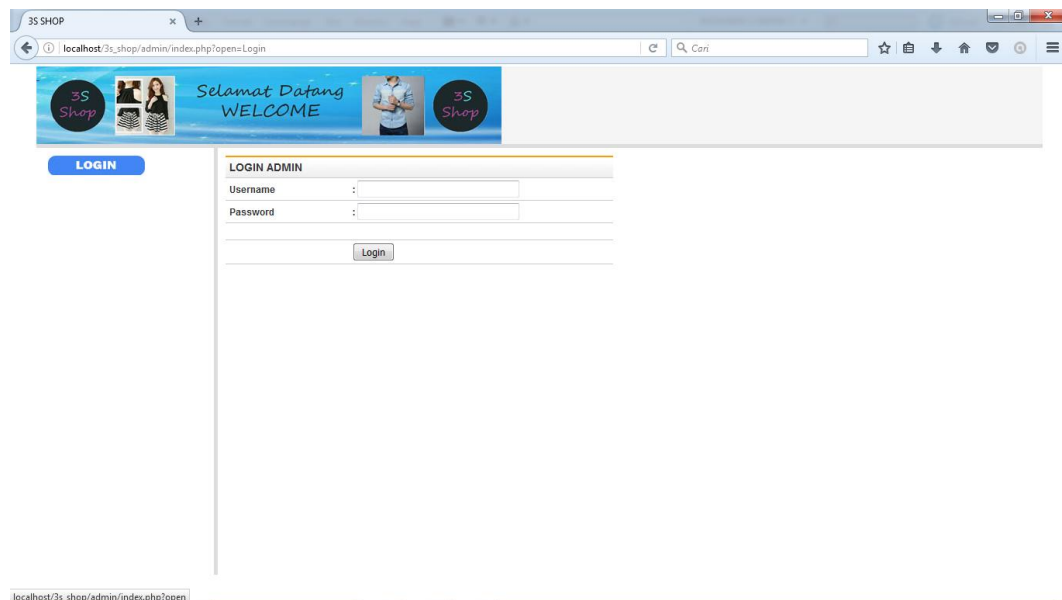 3S SHOP
localhost/3s_shop/admin/index.php?open=Login
Cari
3S
Shop
Selamat Datang
WELCOME
3S
Shop
LOGIN
LOGIN ADMIN
Username :
Password :
Login
localhost/3s_shop/admin/index.php?open